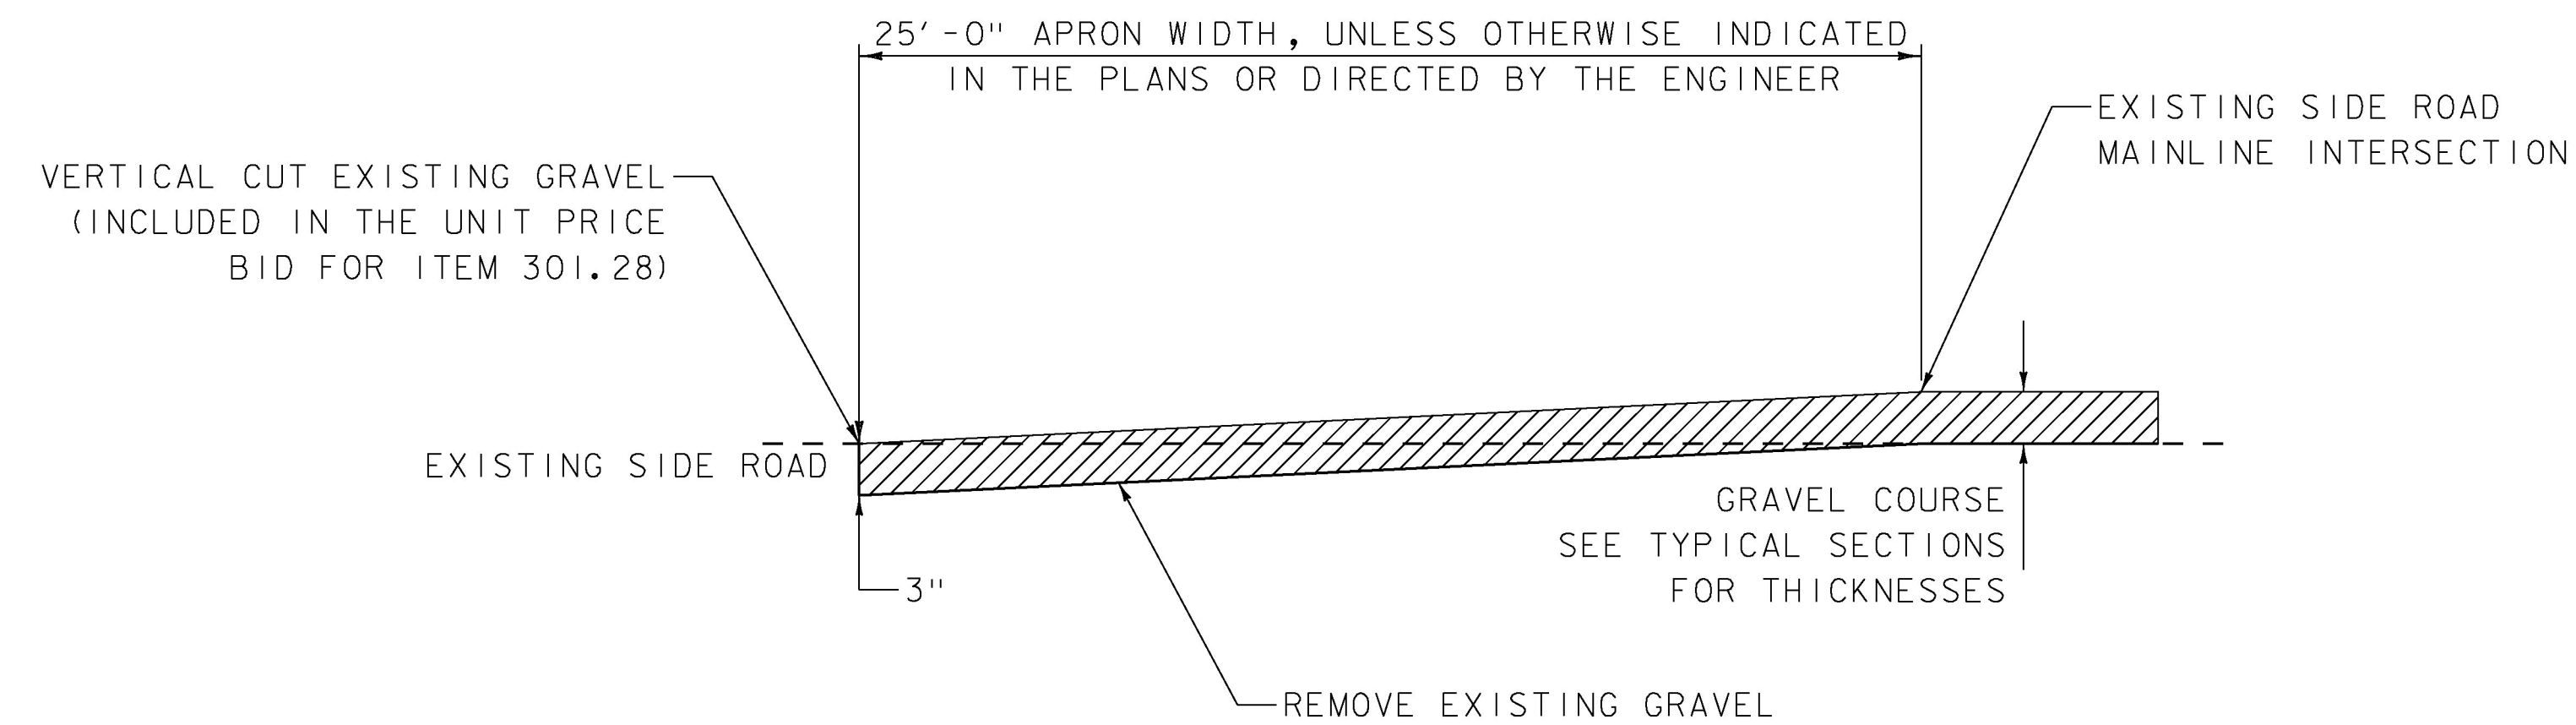 25'-0" APRON WIDTH, UNLESS OTHERWISE INDICATED
IN THE PLANS OR DIRECTED BY THE ENGINEER
EXISTING SIDE ROAD
MAINLINE INTERSECTION
VERTICAL CUT EXISTING GRAVEL
(INCLUDED IN THE UNIT PRICE
BID FOR ITEM 301.28)
EXISTING SIDE ROAD
GRAVEL COURSE
SEE TYPICAL SECTIONS
FOR THICKNESSES
3"
REMOVE EXISTING GRAVEL